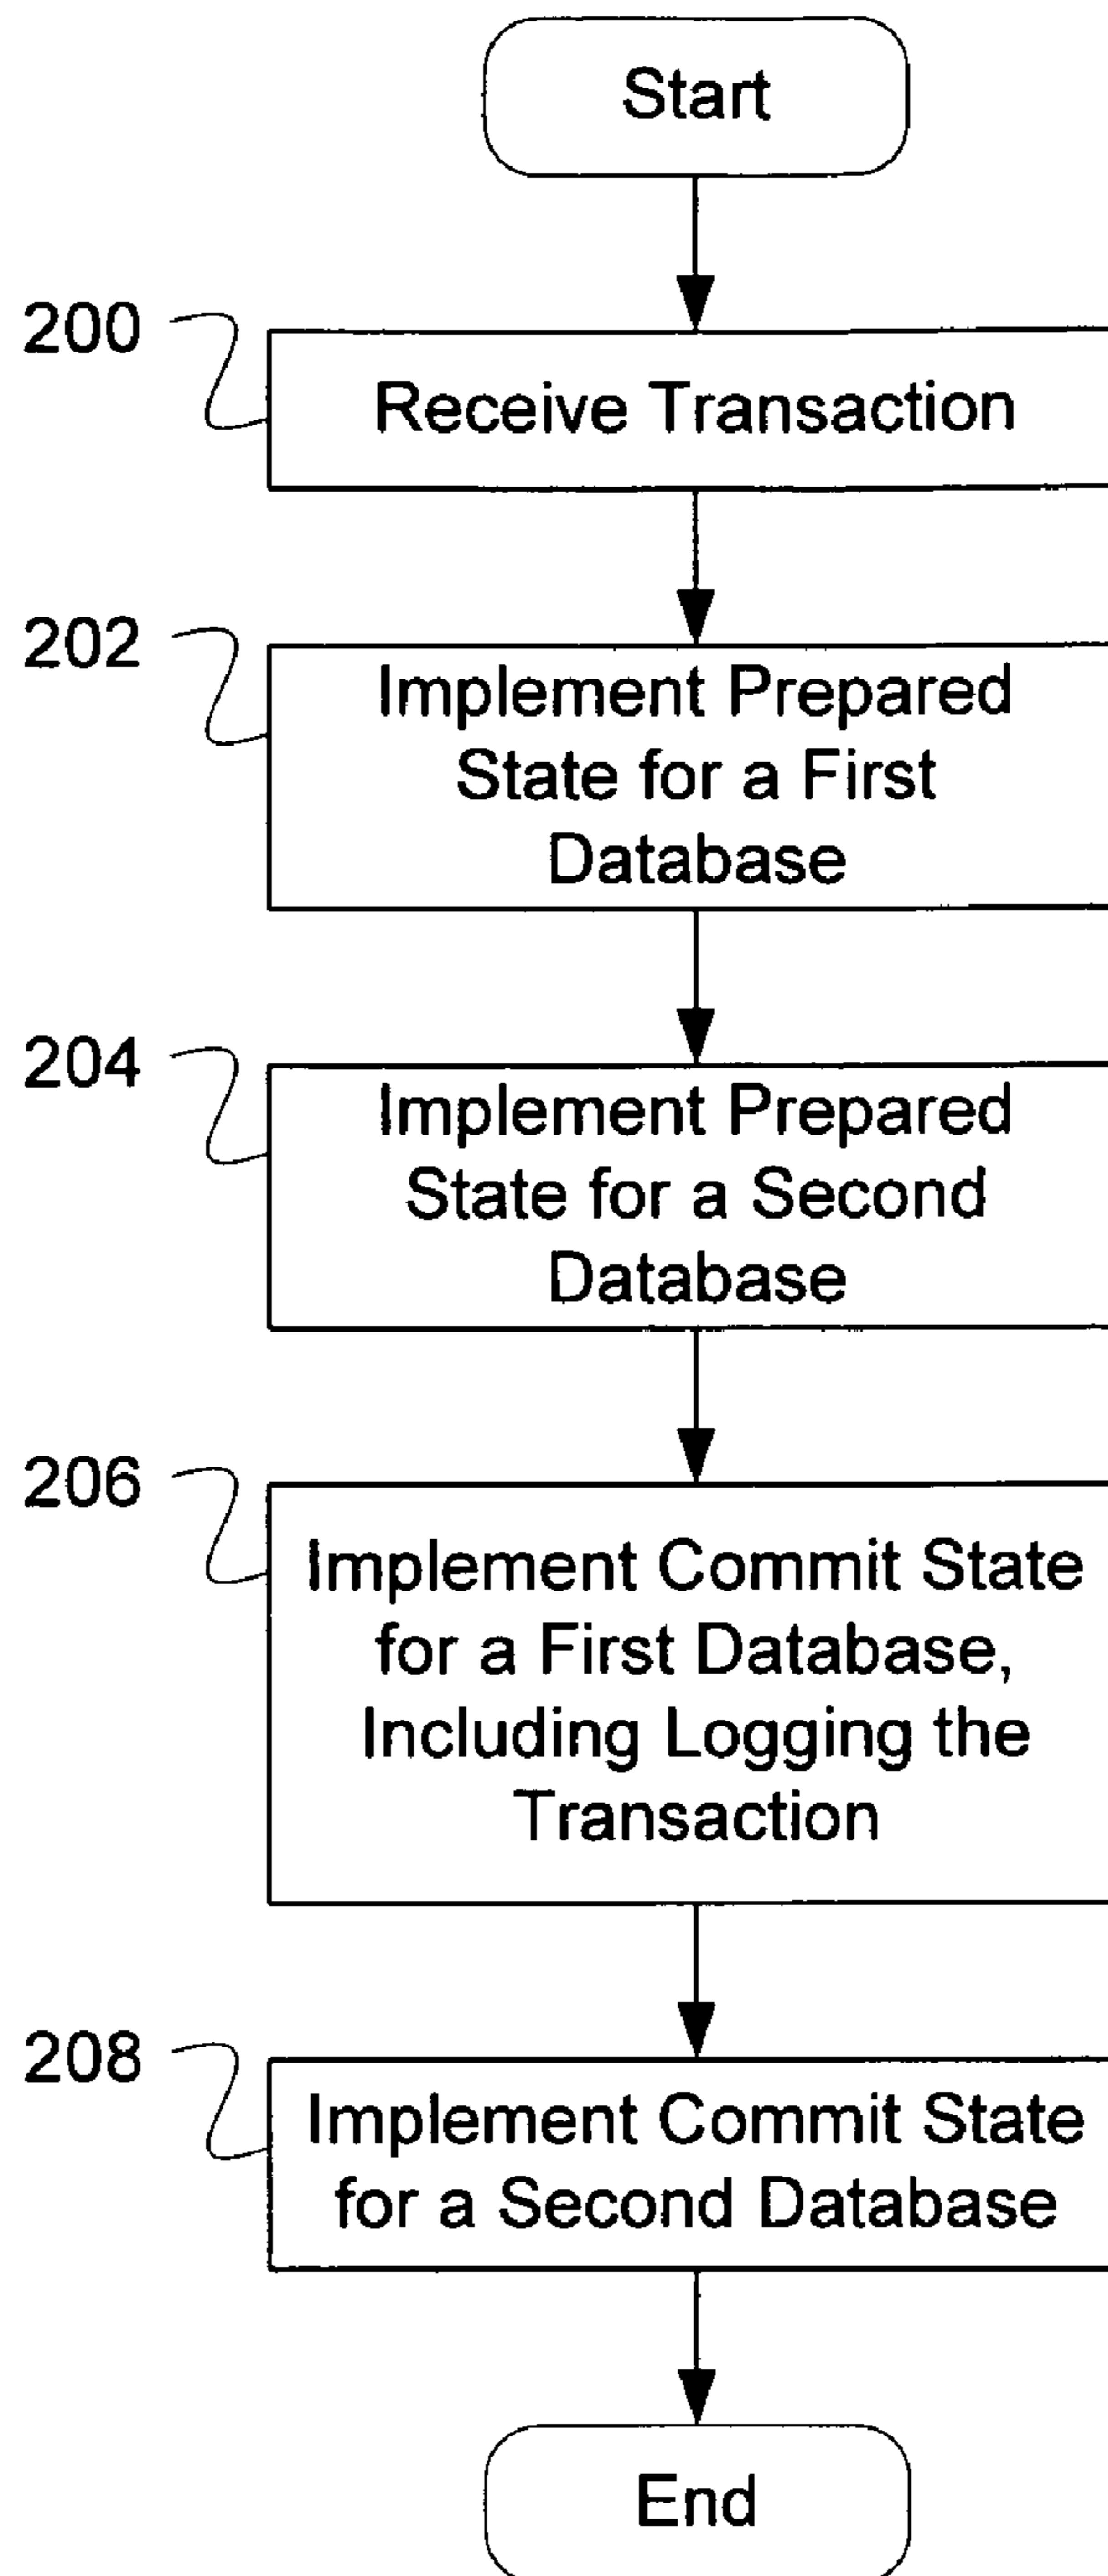 Start
200
Receive Transaction
202
Implement Prepared
State for a First
Database
204
Implement Prepared
State for a Second
Database
206
Implement Commit State
for a First Database,
Including Logging the
Transaction
208
Implement Commit State
for a Second Database
End